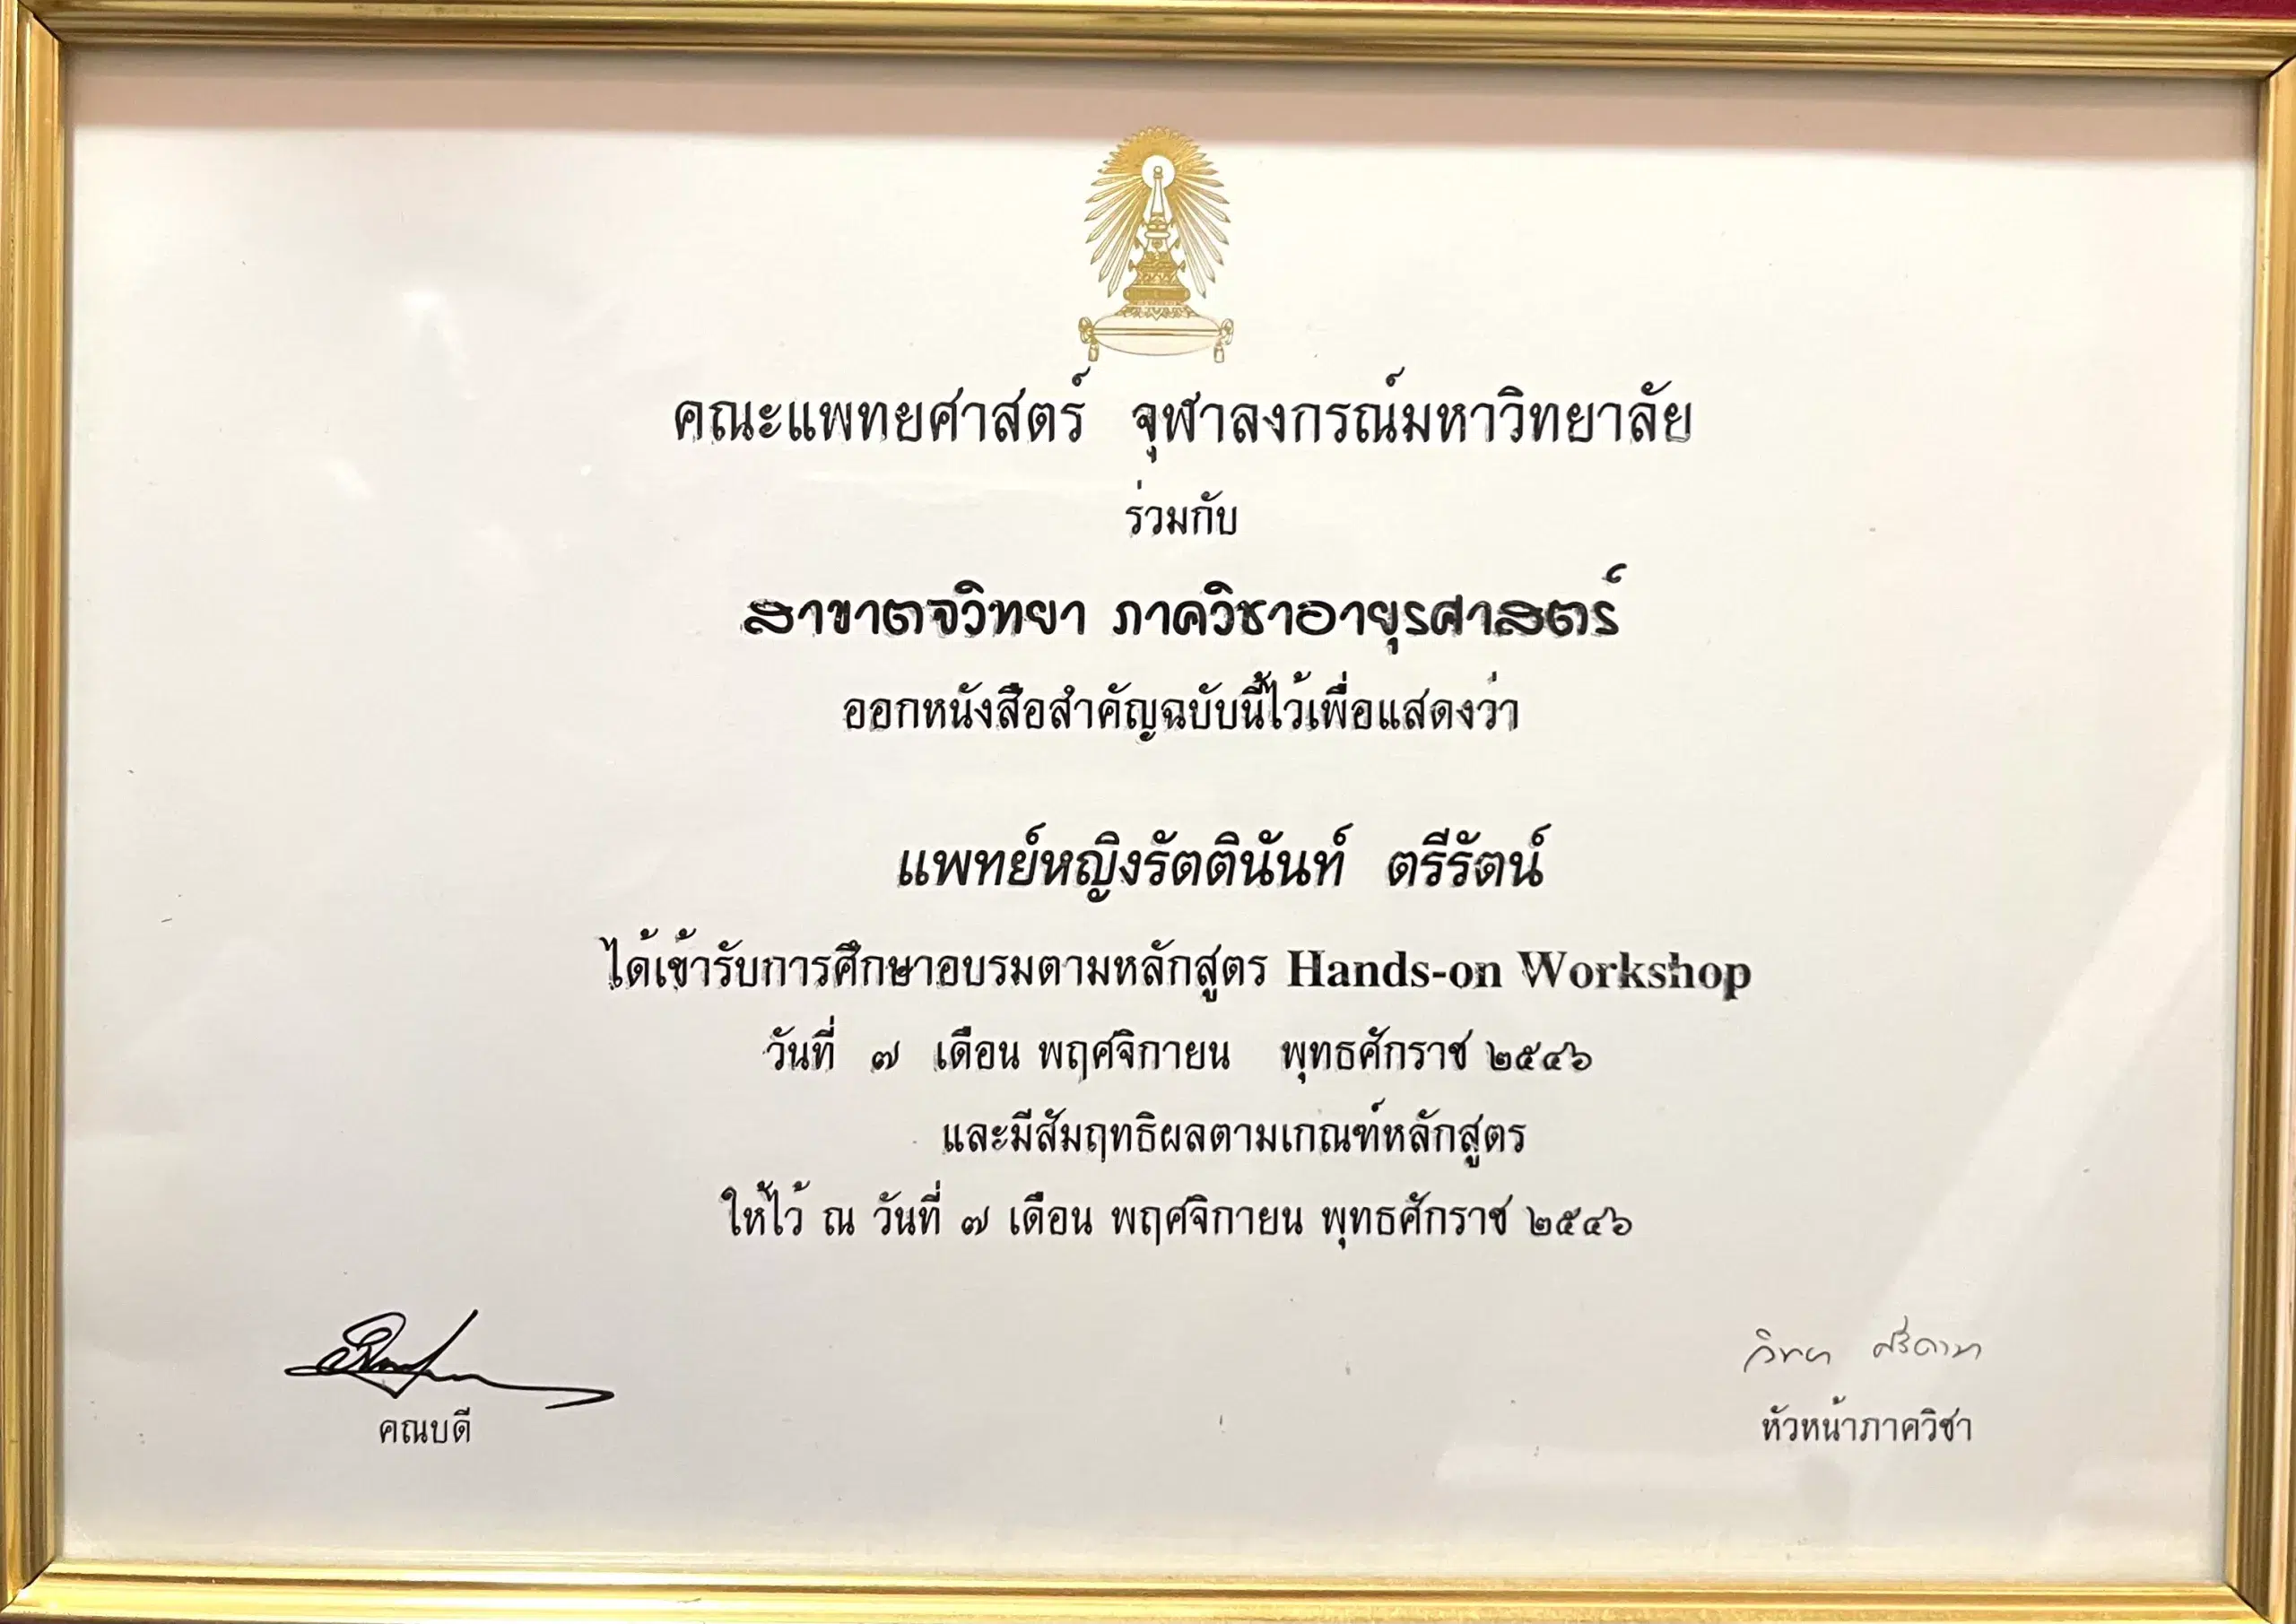 คณะแพทยศาสตร์ จุฬาลงกรณ์มหาวิทยาลัย
ร่วมกับ
สาขาตจวิทยา ภาควิชาอายุรศาสตร์
ออกหนังสือสำคัญฉบับนี้ไว้เพื่อแสดงว่า
แพทย์หญิงรัตตินันท์ ตรีรัตน์
ได้เข้ารับการศึกษาอบรมตามหลักสูตร Hands-on Workshop
วันที่ ๗ เดือน พฤศจิกายน พุทธศักราช ๒๕๔๖
และมีสัมฤทธิผลตามเกณฑ์หลักสูตร
ให้ไว้ ณ วันที่ ๗ เดือน พฤศจิกายน พุทธศักราช ๒๕๔๖
คณบดี
หัวหน้าภาควิชา